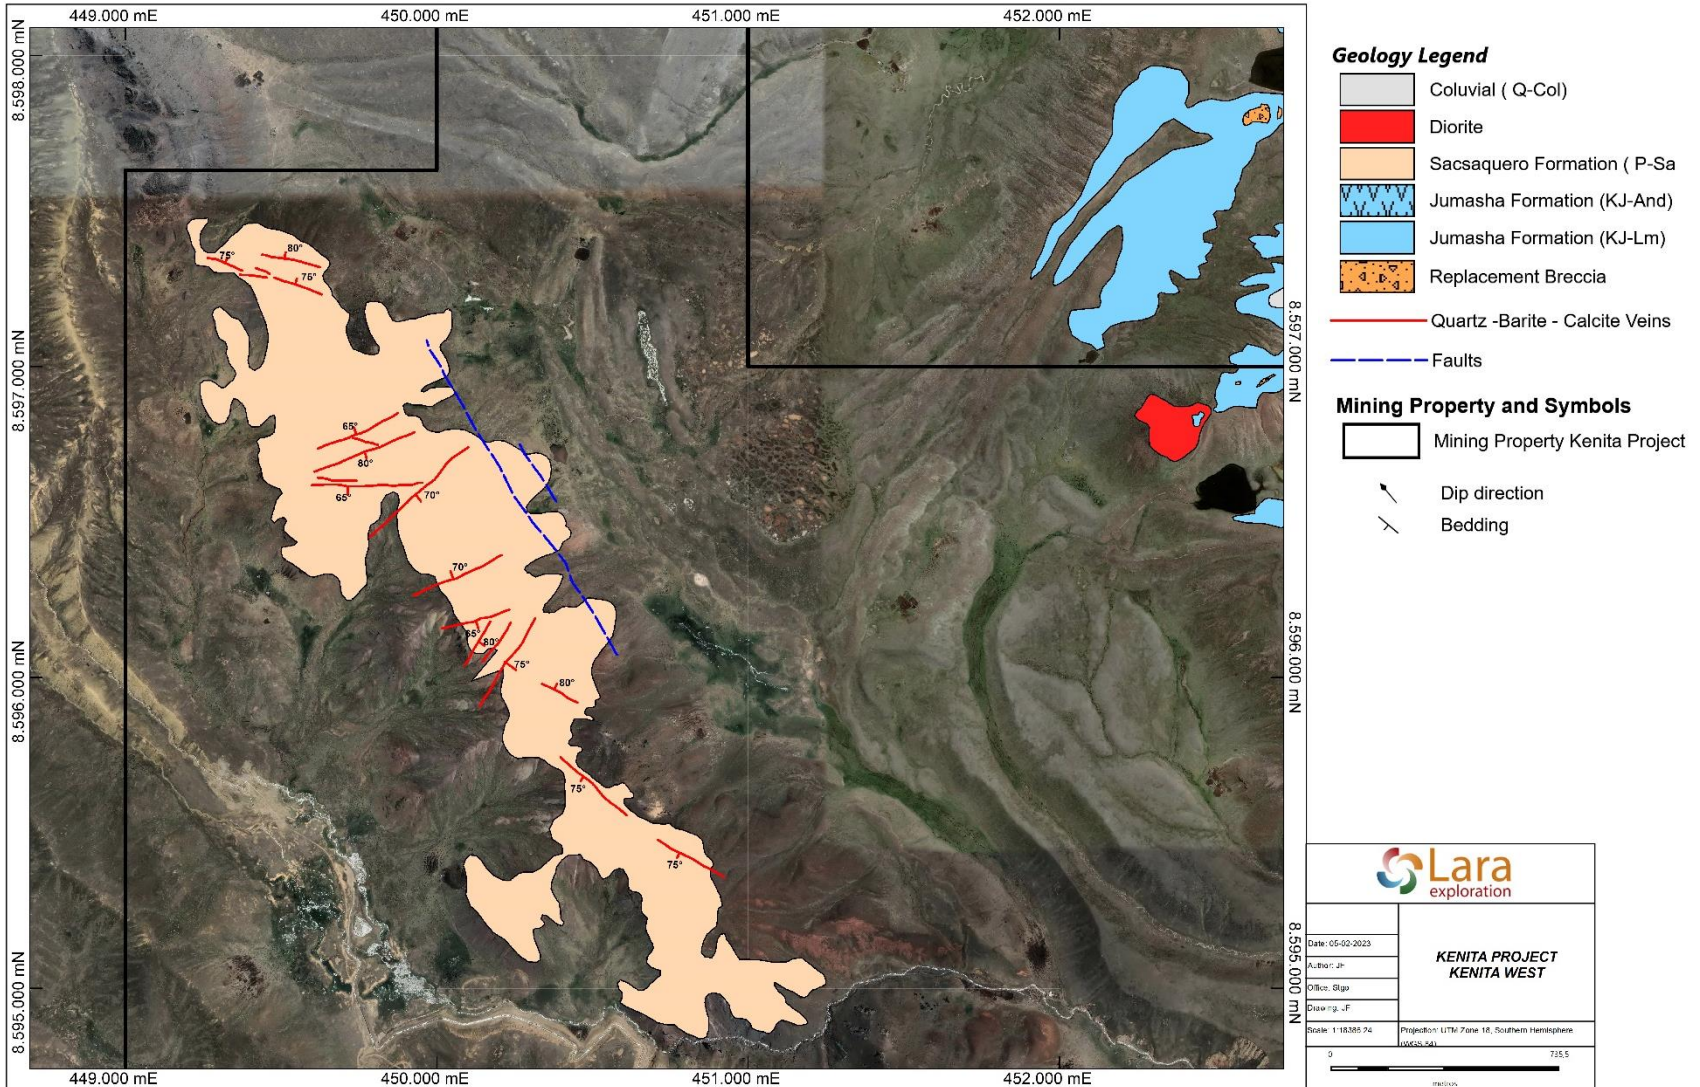 449.000 mE 450.000 mE 451.000 mE 452.000 mE
8.598.000 mN
8.597.000 mN
8.596.000 mN
8.595.000 mN
8.597.000 mN
8.596.000 mN
8.595.000 mN
80°
75°
75°
65°
80°
65°
70°
70°
65°
80°
75°
80°
75°
75°
449.000 mE 450.000 mE 451.000 mE 452.000 mE
Geology Legend
Coluvial ( Q-Col)
Diorite
Sacsaquero Formation ( P-Sa
Jumasha Formation (KJ-And)
Jumasha Formation (KJ-Lm)
Replacement Breccia
Quartz -Barite - Calcite Veins
Faults
Mining Property and Symbols
Mining Property Kenita Project
Dip direction
Bedding
Lara
exploration
Date: 05-02-2023
Author: JF
Office: Stgo
Drawing: JF
Scale: 1:18386.24
KENITA PROJECT
KENITA WEST
Projection: UTM Zone 18, Southern Hemisphere
(WGS 84)
0 735,5
metros